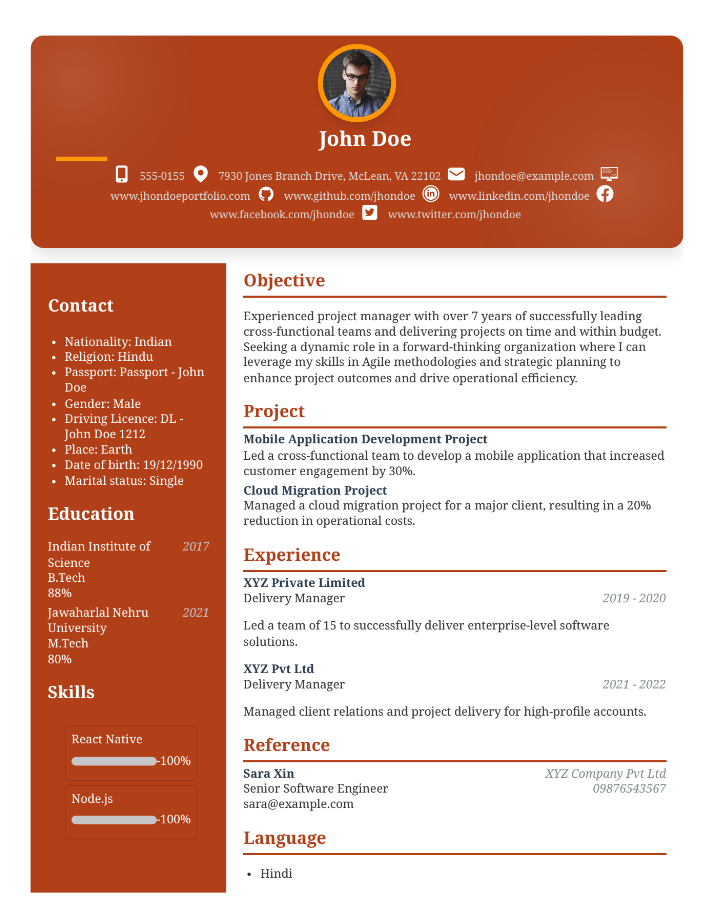 John Doe
555-0155 7930 Jones Branch Drive, McLean, VA 22102 jhondoe@example.com
www.jhondoeportfolio.com www.github.com/jhondoe www.linkedin.com/jhondoe
www.facebook.com/jhondoe www.twitter.com/jhondoe
Contact
• Nationality: Indian
• Religion: Hindu
• Passport: Passport - John
Doe
• Gender: Male
• Driving Licence: DL -
John Doe 1212
• Place: Earth
• Date of birth: 19/12/1990
• Marital status: Single
Education
Indian Institute of 2017
Science
B.Tech
88%
Jawaharlal Nehru 2021
University
M.Tech
80%
Skills
React Native
-100%
Node.js
-100%
Objective
Experienced project manager with over 7 years of successfully leading
cross-functional teams and delivering projects on time and within budget.
Seeking a dynamic role in a forward-thinking organization where I can
leverage my skills in Agile methodologies and strategic planning to
enhance project outcomes and drive operational efficiency.
Project
Mobile Application Development Project
Led a cross-functional team to develop a mobile application that increased
customer engagement by 30%.
Cloud Migration Project
Managed a cloud migration project for a major client, resulting in a 20%
reduction in operational costs.
Experience
XYZ Private Limited
Delivery Manager 2019 - 2020
Led a team of 15 to successfully deliver enterprise-level software
solutions.
XYZ Pvt Ltd
Delivery Manager 2021 - 2022
Managed client relations and project delivery for high-profile accounts.
Reference
Sara Xin XYZ Company Pvt Ltd
Senior Software Engineer 09876543567
sara@example.com
Language
• Hindi